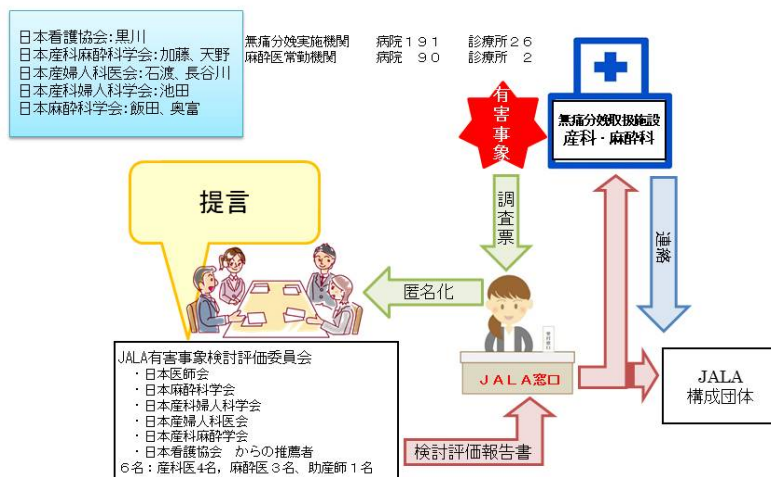 日本看護協会:黒川
日本産科麻酔科学会:加藤、天野
日本産婦人科医会:石渡、長谷川
日本産科婦人科学会:池田
日本麻酔科学会:飯田、奥富
無痛分娩実施機関 病院191 診療所26
麻酔医常勤機関 病院 90 診療所 2
有害事象
無痛分娩取扱施設
産科・麻酔科
提言
調査票
連絡
匿名化
JALA窓口
JALA
構成団体
JALA有害事象検討評価委員会
・日本医師会
・日本麻酔科学会
・日本産科婦人科学会
・日本産婦人科医会
・日本産科麻酔学会
・日本看護協会 からの推薦者
6名:産科医4名,麻酔医3名、助産師1名
検討評価報告書